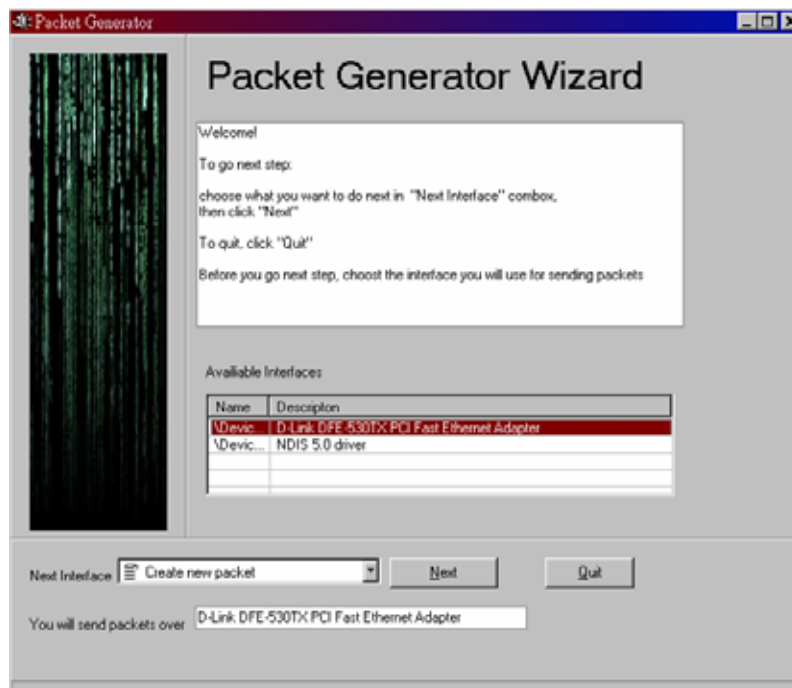 Packet Generator
Packet Generator Wizard
Welcome!
To go next step:
choose what you want to do next in "Next Interface" combox,
then click "Next"
To quit, click "Quit"
Before you go next step, choost the interface you will use for sending packets
Availiable Interfaces
Name Descripton
\Devic... D-Link DFE-530TX PCI Fast Ethernet Adapter
\Devic... NDIS 5.0 driver
Next Interface Create new packet Next Quit
You will send packets over D-Link DFE-530TX PCI Fast Ethernet Adapter